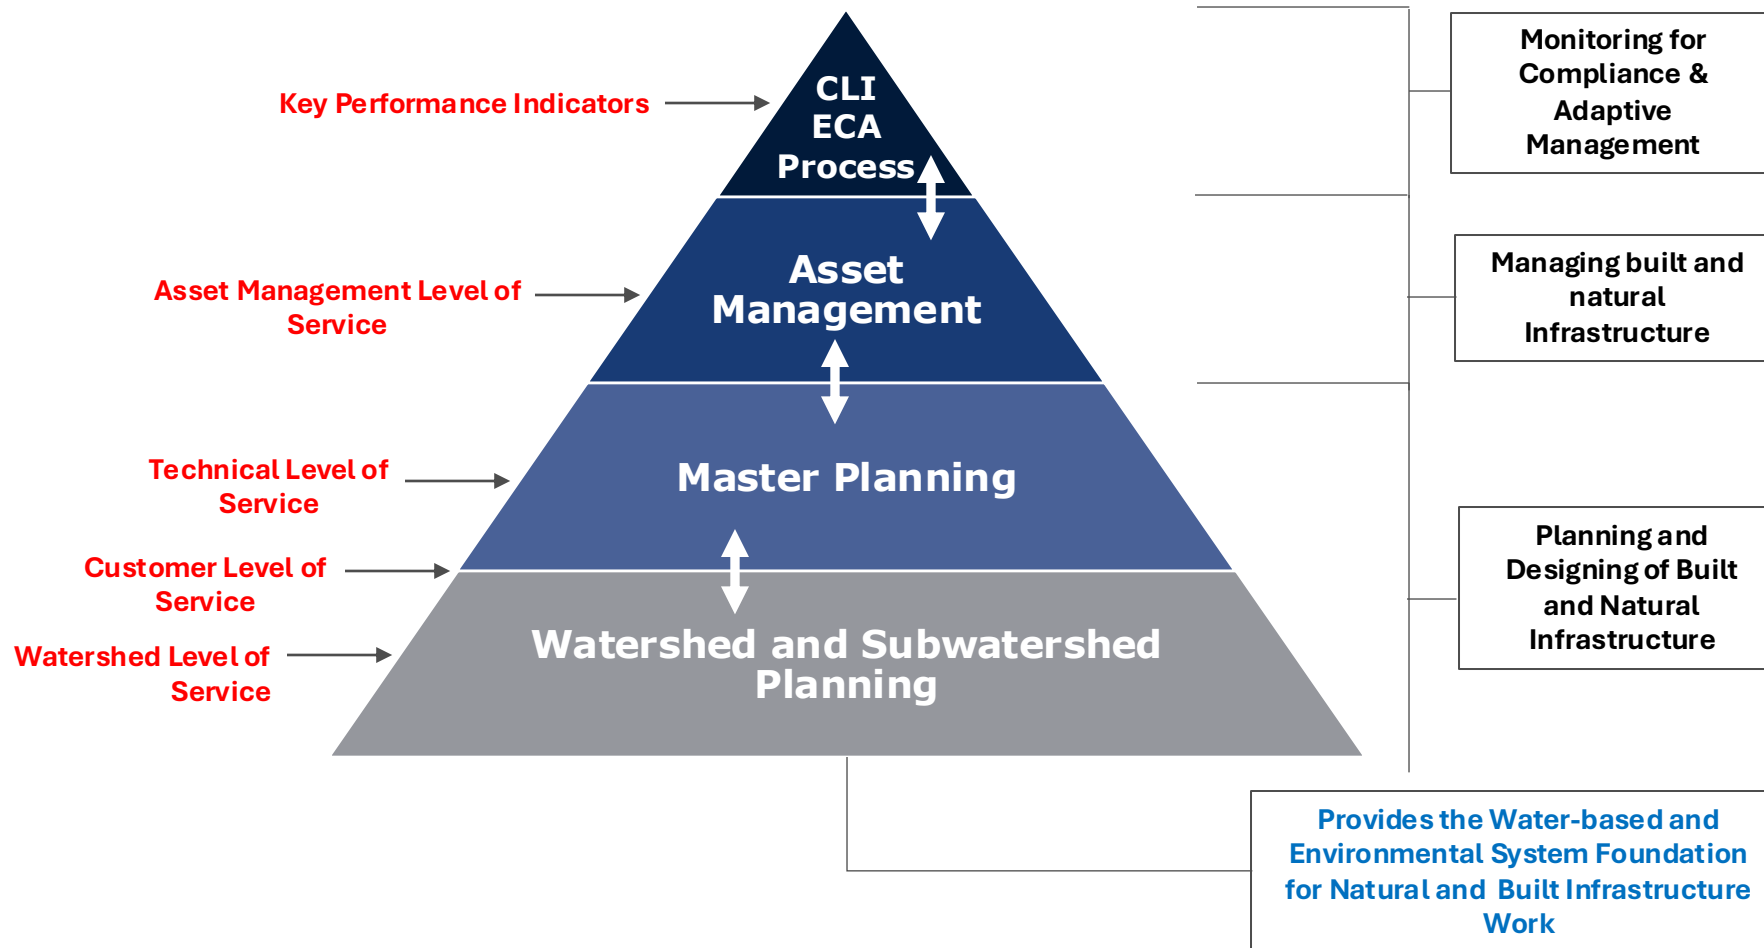 CLI
ECA
Process
Asset
Management
Master Planning
Watershed and Subwatershed
Planning
Key Performance Indicators
Asset Management Level of
Service
Technical Level of
Service
Customer Level of
Service
Watershed Level of
Service
Monitoring for
Compliance &
Adaptive
Management
Managing built and
natural
Infrastructure
Planning and
Designing of Built
and Natural
Infrastructure
Provides the Water-based and
Environmental System Foundation
for Natural and Built Infrastructure
Work